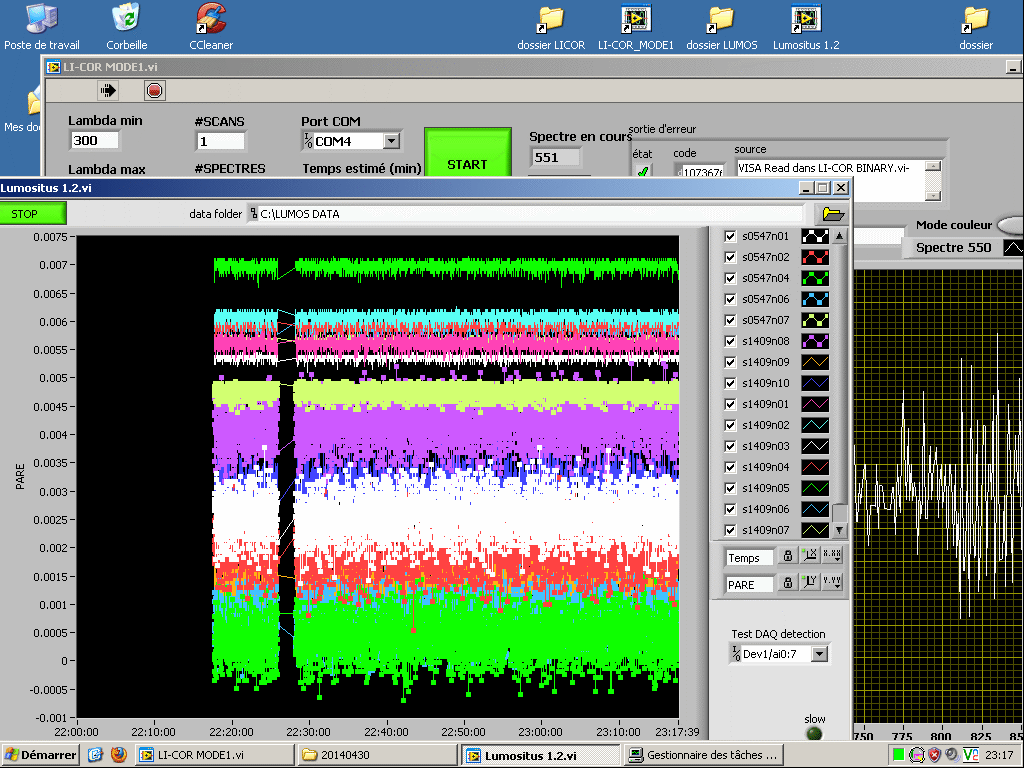 Poste de travail
Corbeille
CCleaner
dossier LICOR
LI-COR_MODE1
dossier LUMOS
Lumositus 1.2
dossier
Mes do
LI-COR MODE1.vi
Lambda min
300
#SCANS
1
Port COM
COM4
START
Spectre en cours
551
sortie d'erreur
état
code
source
VISA Read dans LI-COR BINARY.vi-
Lambda max
#SPECTRES
Temps estimé (min)
Mode couleur
Spectre 550
Lumositus 1.2.vi
STOP
data folder
C:\LUMOS DATA
0.0075
0.007
0.0065
0.006
0.0055
0.005
0.0045
0.004
0.0035
0.003
0.0025
0.002
0.0015
0.001
0.0005
0
-0.0005
-0.001
PARE
22:00:00
22:10:00
22:20:00
22:30:00
22:40:00
22:50:00
23:00:00
23:10:00
23:17:39
s0547n01
s0547n02
s0547n04
s0547n06
s0547n07
s1409n08
s1409n09
s1409n10
s1409n01
s1409n02
s1409n03
s1409n04
s1409n05
s1409n06
s1409n07
Temps
PARE
Test DAQ detection
Dev1/ai0:7
slow
750
775
800
825
85
Démarrer
LI-COR MODE1.vi
20140430
Lumositus 1.2.vi
Gestionnaire des tâches ...
23:17